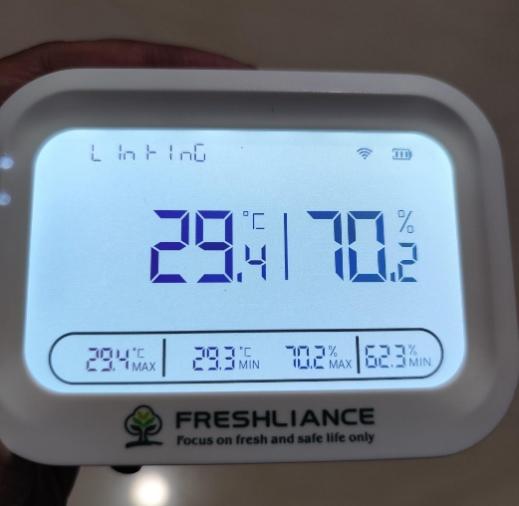 29.4 °C | 70.2 %
29.4 °C MAX | 29.3 °C MIN 70.2 % MAX | 62.3 % MIN
FRESHLIANCE
Focus on fresh and safe life only